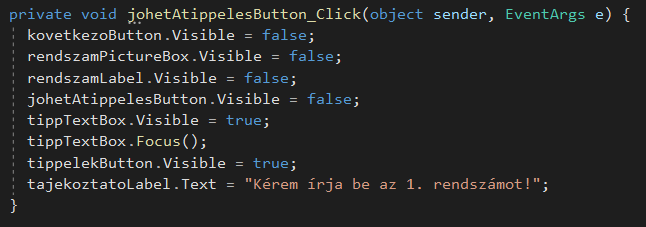 private void johetAtippelesButton_Click(object sender, EventArgs e) {
kovetkezoButton.Visible = false;
rendszamPictureBox.Visible = false;
rendszamLabel.Visible = false;
johetAtippelesButton.Visible = false;
tippTextBox.Visible = true;
tippTextBox.Focus();
tippelekButton.Visible = true;
tajekoztatoLabel.Text = "Kérem írja be az 1. rendszámot!";
}